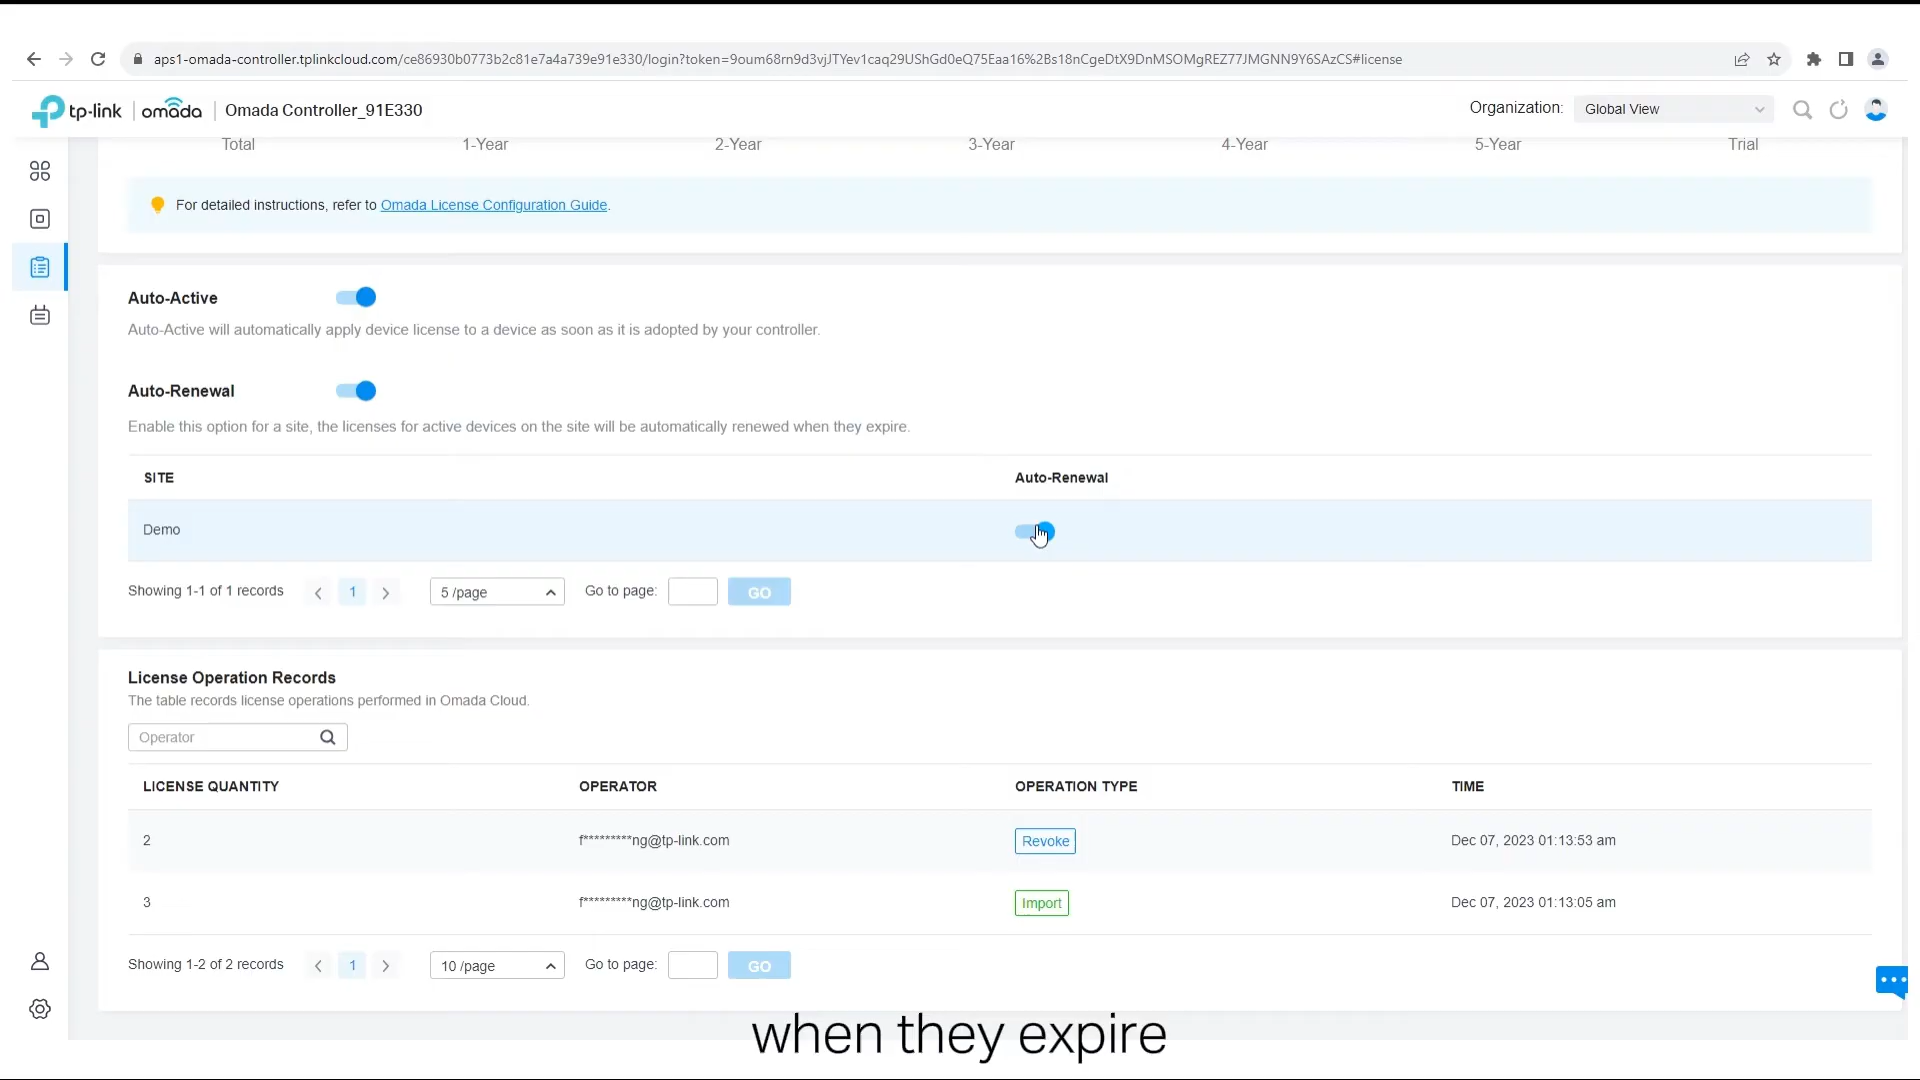 aps1-omada-controller.tplinkcloud.com/ce86930b0773b2c81e7a4a739e91e330/login?token=9oum68rn9d3vjJTYev1caq29UShGd0eQ75Eaa16%2Bs18nCgeDtX9DnMSOMgREZ77JMGNN9Y6SAzCS#license
tp-link | omada | Omada Controller_91E330
Organization: Global View
Total 1-Year 2-Year 3-Year 4-Year 5-Year Trial
For detailed instructions, refer to Omada License Configuration Guide.
Auto-Active
Auto-Active will automatically apply device license to a device as soon as it is adopted by your controller.
Auto-Renewal
Enable this option for a site, the licenses for active devices on the site will be automatically renewed when they expire.
SITE Auto-Renewal
Demo
Showing 1-1 of 1 records < 1 > 5 /page Go to page: GO
License Operation Records
The table records license operations performed in Omada Cloud.
Operator
LICENSE QUANTITY OPERATOR OPERATION TYPE TIME
2 f*********ng@tp-link.com Revoke Dec 07, 2023 01:13:53 am
3 f*********ng@tp-link.com Import Dec 07, 2023 01:13:05 am
Showing 1-2 of 2 records < 1 > 10 /page Go to page: GO
when they expire